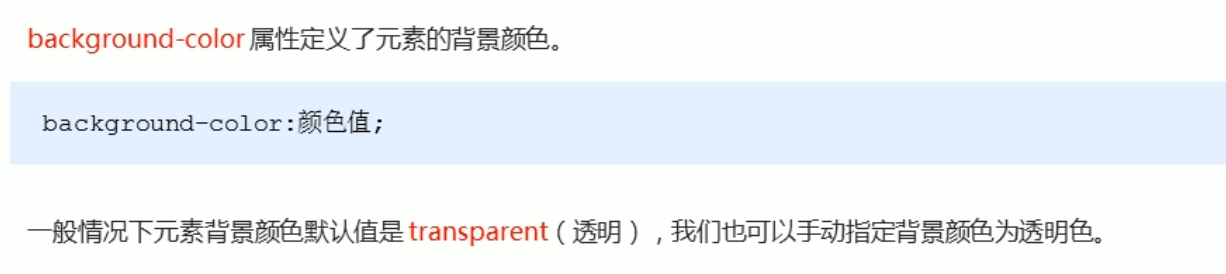 background-color 属性定义了元素的背景颜色。
background-color:颜色值;
一般情况下元素背景颜色默认值是 transparent（透明），我们也可以手动指定背景颜色为透明色。